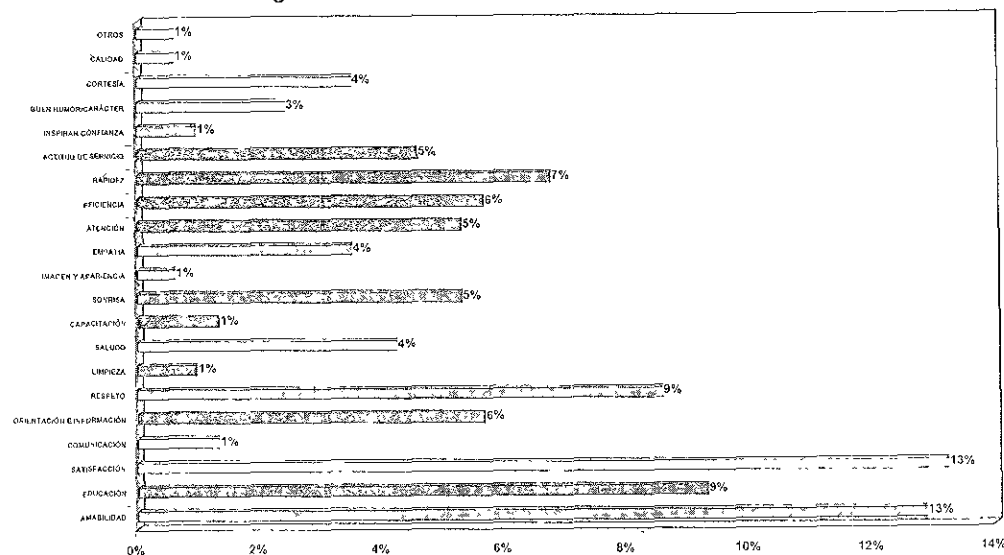 OTROS 1%
CALIDAD 1%
CORTESÍA 4%
BUEN HUMOR/CARÁCTER 3%
INSPIRAN CONFIANZA 1%
ACTITUD DE SERVICIO 5%
RAPIDEZ 7%
EFICIENCIA 6%
ATENCIÓN 5%
EMPATIA 4%
IMAGEN Y APARIENCIA 1%
SONRISA 5%
CAPACITACIÓN 1%
SALUDO 4%
LIMPIEZA 1%
RESPETO 9%
ORIENTACIÓN E INFORMACIÓN 6%
COMUNICACIÓN 1%
SATISFACCIÓN 13%
EDUCACIÓN 9%
AMABILIDAD 13%
0% 2% 4% 6% 8% 10% 12% 14%